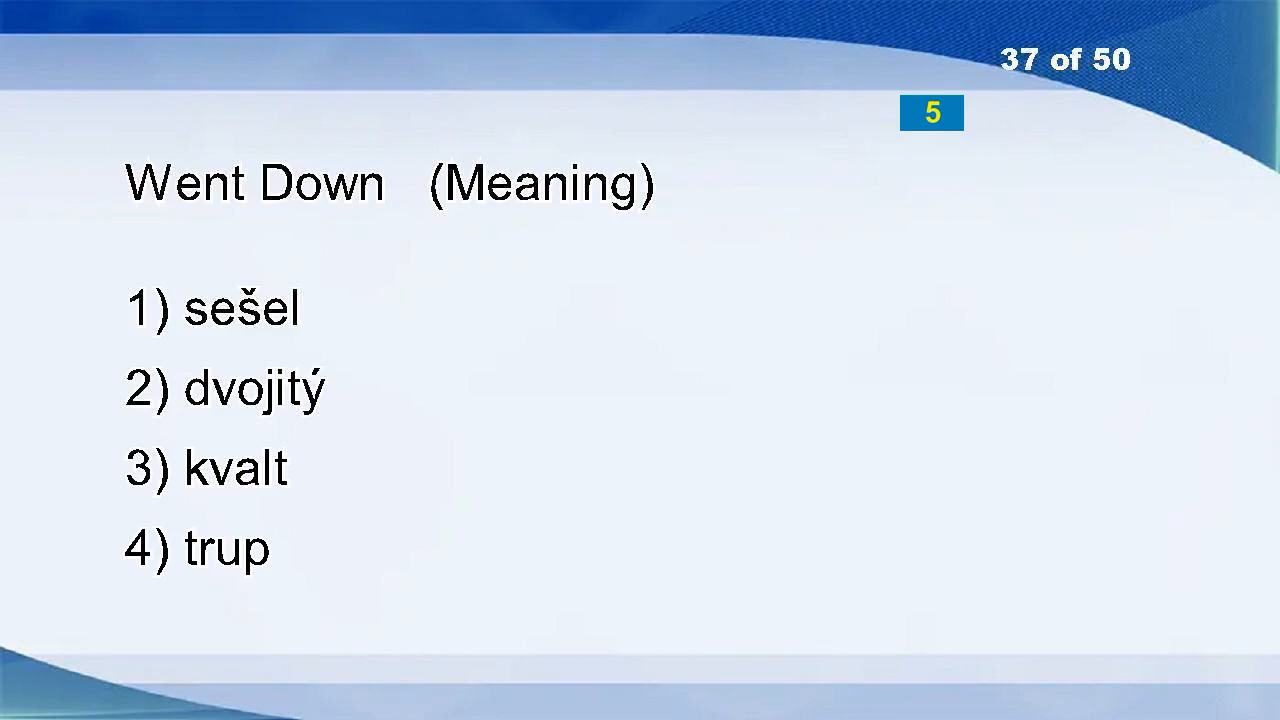 37 of 50
5
Went Down (Meaning)
1) sešel
2) dvojitý
3) kvalt
4) trup